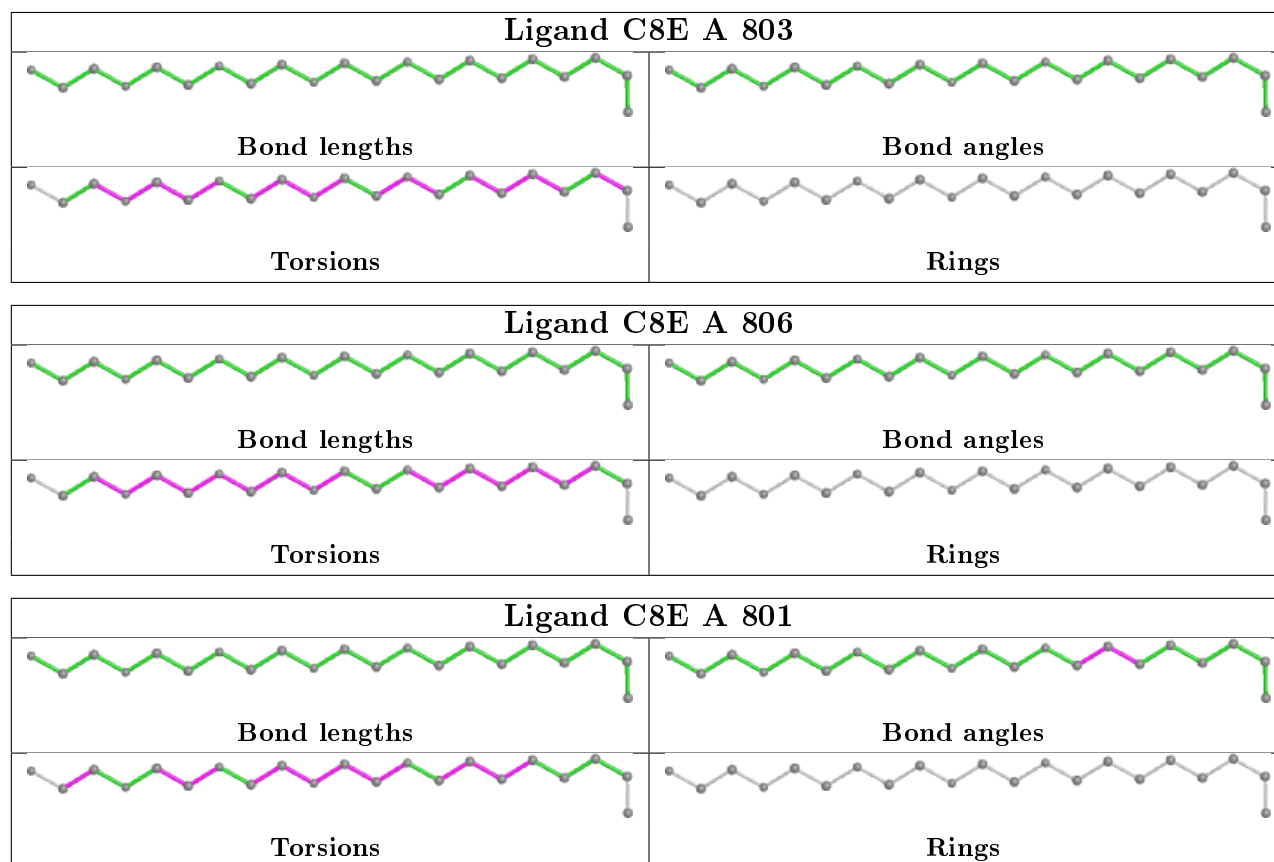 Ligand C8E A 803
Bond lengths
Bond angles
Torsions
Rings
Ligand C8E A 806
Bond lengths
Bond angles
Torsions
Rings
Ligand C8E A 801
Bond lengths
Bond angles
Torsions
Rings